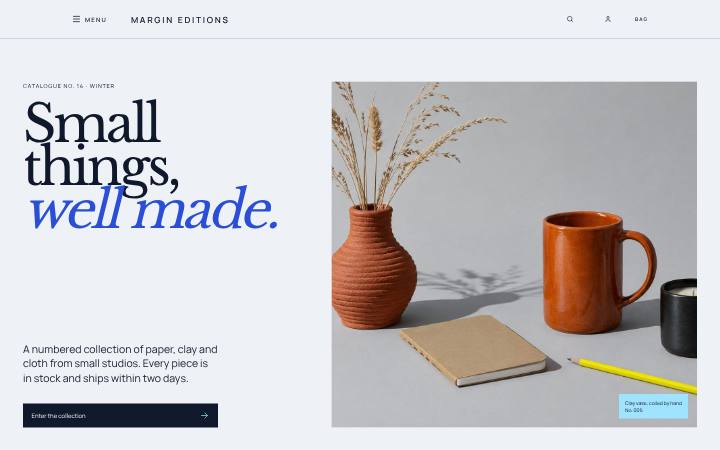 MENU
MARGIN EDITIONS
BAG
CATALOGUE NO. 14 · WINTER
Small
things,
well made.
A numbered collection of paper, clay and
cloth from small studios. Every piece is
in stock and ships within two days.
Enter the collection
Clay vase, coiled by hand
No. 006